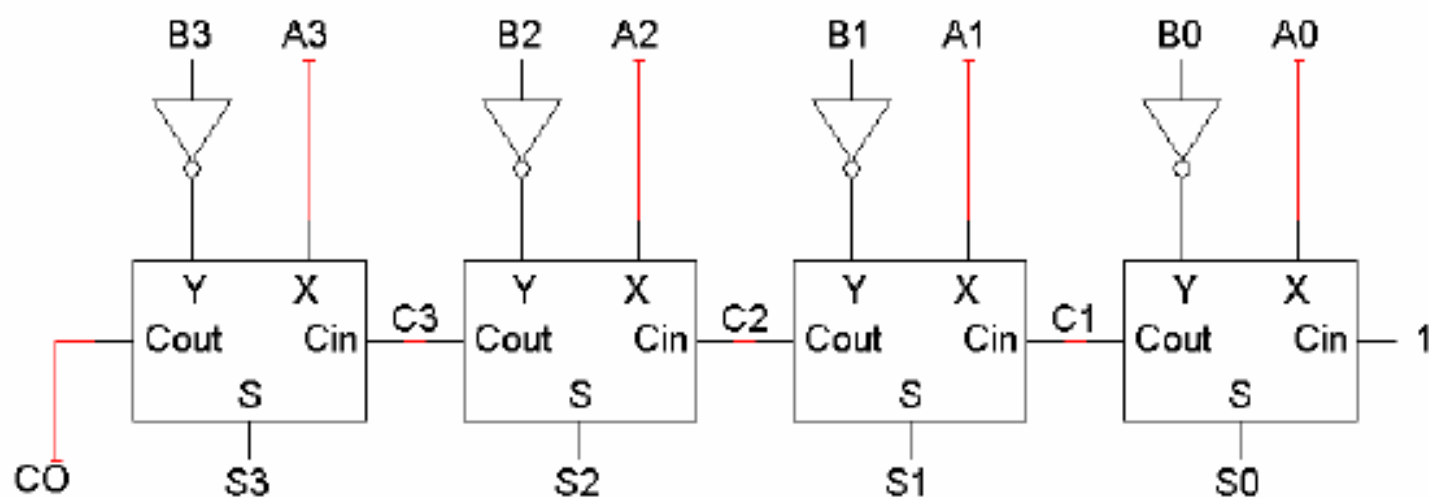 B3 A3 B2 A2 B1 A1 B0 A0
Y X Y X Y X Y X
Cout Cin C3 Cout Cin C2 Cout Cin C1 Cout Cin 1
S S S S
CO S3 S2 S1 S0